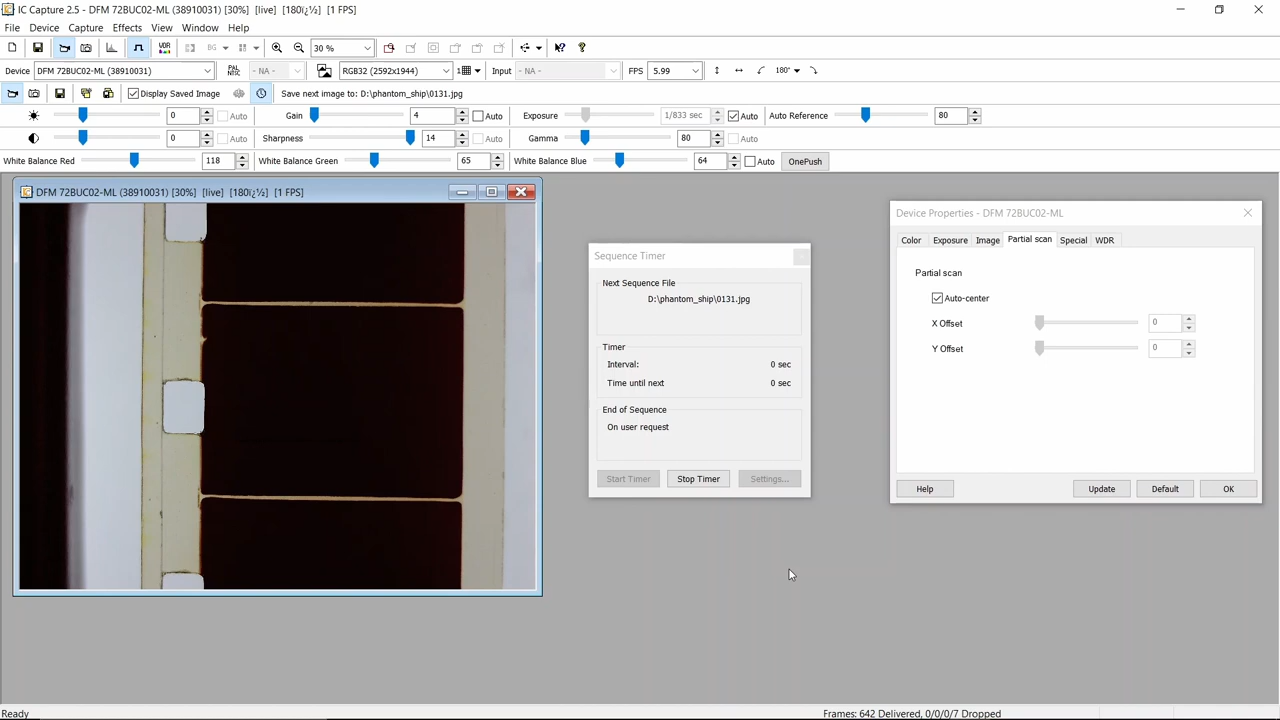 IC Capture 2.5 - DFM 72BUC02-ML (38910031) [30%]  [live]  [180ï¿½]  [1 FPS]
File Device Capture Effects View Window Help
VCR BG 30 %
Device DFM 72BUC02-ML (38910031) PAL NTSC - NA - RGB32 (2592x1944) Input - NA - FPS 5.99 180°
Display Saved Image Save next image to: D:\phantom_ship\0131.jpg
0 Auto Gain 4 Auto Exposure 1/833 sec Auto Auto Reference 80
0 Auto Sharpness 14 Auto Gamma 80 Auto
White Balance Red 118 White Balance Green 65 White Balance Blue 64 Auto OnePush
DFM 72BUC02-ML (38910031) [30%]  [live]  [180ï¿½]  [1 FPS]
Sequence Timer
Next Sequence File
D:\phantom_ship\0131.jpg
Timer
Interval: 0 sec
Time until next 0 sec
End of Sequence
On user request
Start Timer Stop Timer Settings...
Device Properties - DFM 72BUC02-ML
Color Exposure Image Partial scan Special WDR
Partial scan
Auto-center
X Offset 0
Y Offset 0
Help Update Default OK
Ready Frames: 642 Delivered, 0/0/0/7 Dropped